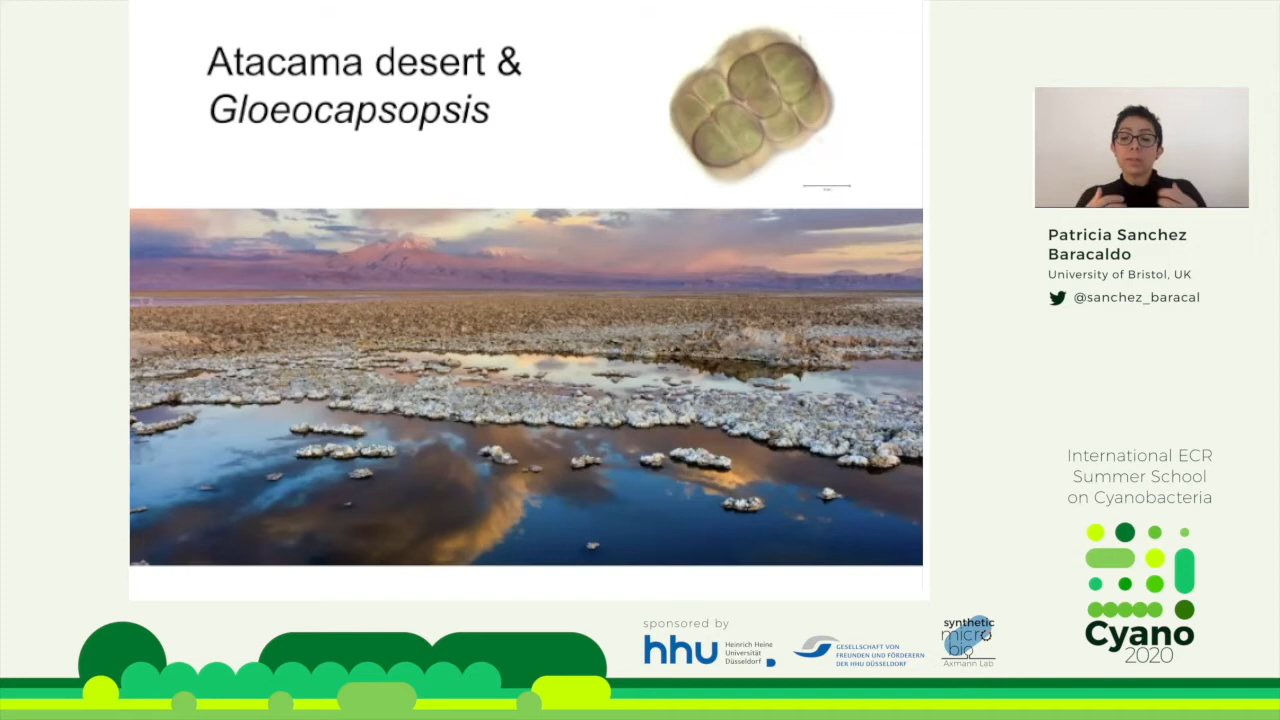 Atacama desert &
Gloeocapsopsis
Patricia Sanchez
Baracaldo
University of Bristol, UK
@sanchez_baracal
International ECR
Summer School
on Cyanobacteria
Cyano
2020
sponsored by
hhu
Heinrich Heine
Universität
Düsseldorf
GESELLSCHAFT VON
FREUNDEN UND FÖRDERERN
DER HHU DÜSSELDORF
synthetic
micro
bio
Axmann Lab